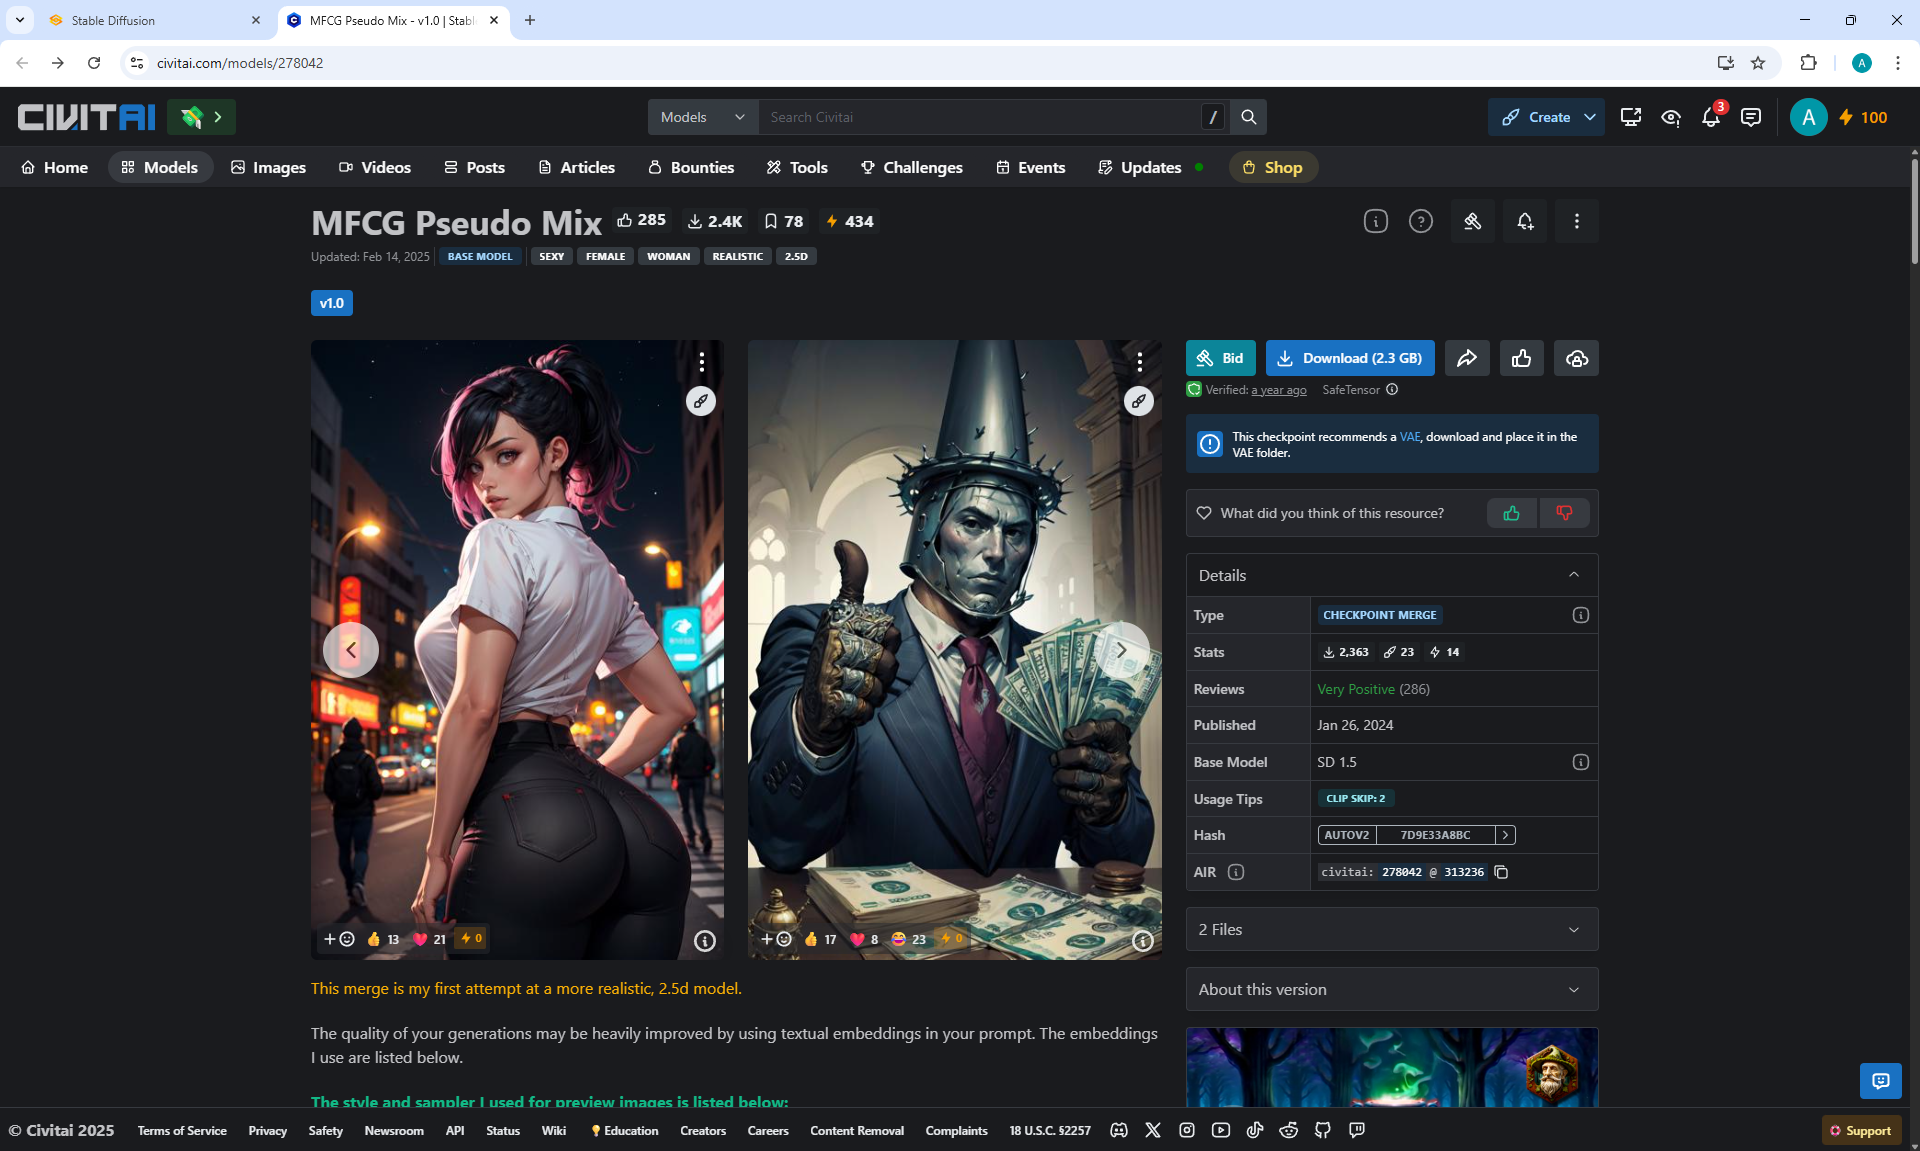 Stable Diffusion
MFCG Pseudo Mix - v1.0 | Stabl
civitai.com/models/278042
A
CIVITAI
Models
Search Civitai
/
Create
3
A
100
Home
Models
Images
Videos
Posts
Articles
Bounties
Tools
Challenges
Events
Updates
Shop
MFCG Pseudo Mix
285
2.4K
78
434
Updated: Feb 14, 2025
BASE MODEL
SEXY
FEMALE
WOMAN
REALISTIC
2.5D
v1.0
Bid
Download (2.3 GB)
Verified: a year ago
SafeTensor
This checkpoint recommends a VAE, download and place it in the
VAE folder.
What did you think of this resource?
Details
Type
CHECKPOINT MERGE
Stats
2,363
23
14
Reviews
Very Positive (286)
Published
Jan 26, 2024
Base Model
SD 1.5
Usage Tips
CLIP SKIP: 2
Hash
AUTOV2
7D9E33A8BC
AIR
civitai: 278042 @ 313236
2 Files
About this version
13
21
0
17
8
23
0
This merge is my first attempt at a more realistic, 2.5d model.
The quality of your generations may be heavily improved by using textual embeddings in your prompt. The embeddings
I use are listed below.
The style and sampler I used for preview images is listed below:
© Civitai 2025
Terms of Service
Privacy
Safety
Newsroom
API
Status
Wiki
Education
Creators
Careers
Content Removal
Complaints
18 U.S.C. §2257
Support